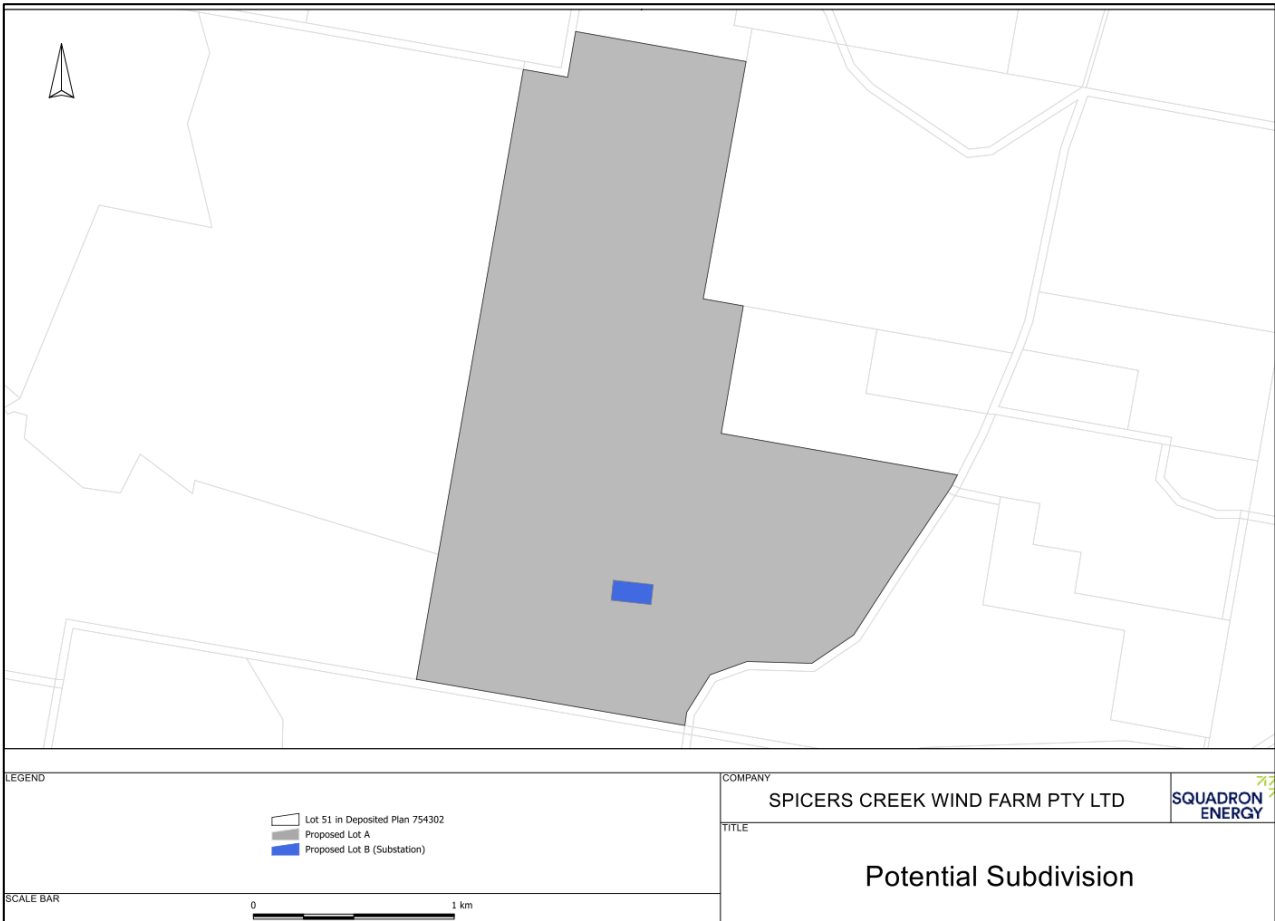 LEGEND
Lot 51 in Deposited Plan 754302
Proposed Lot A
Proposed Lot B (Substation)
SCALE BAR
0 1 km
COMPANY
SPICERS CREEK WIND FARM PTY LTD
SQUADRON
ENERGY
TITLE
Potential Subdivision